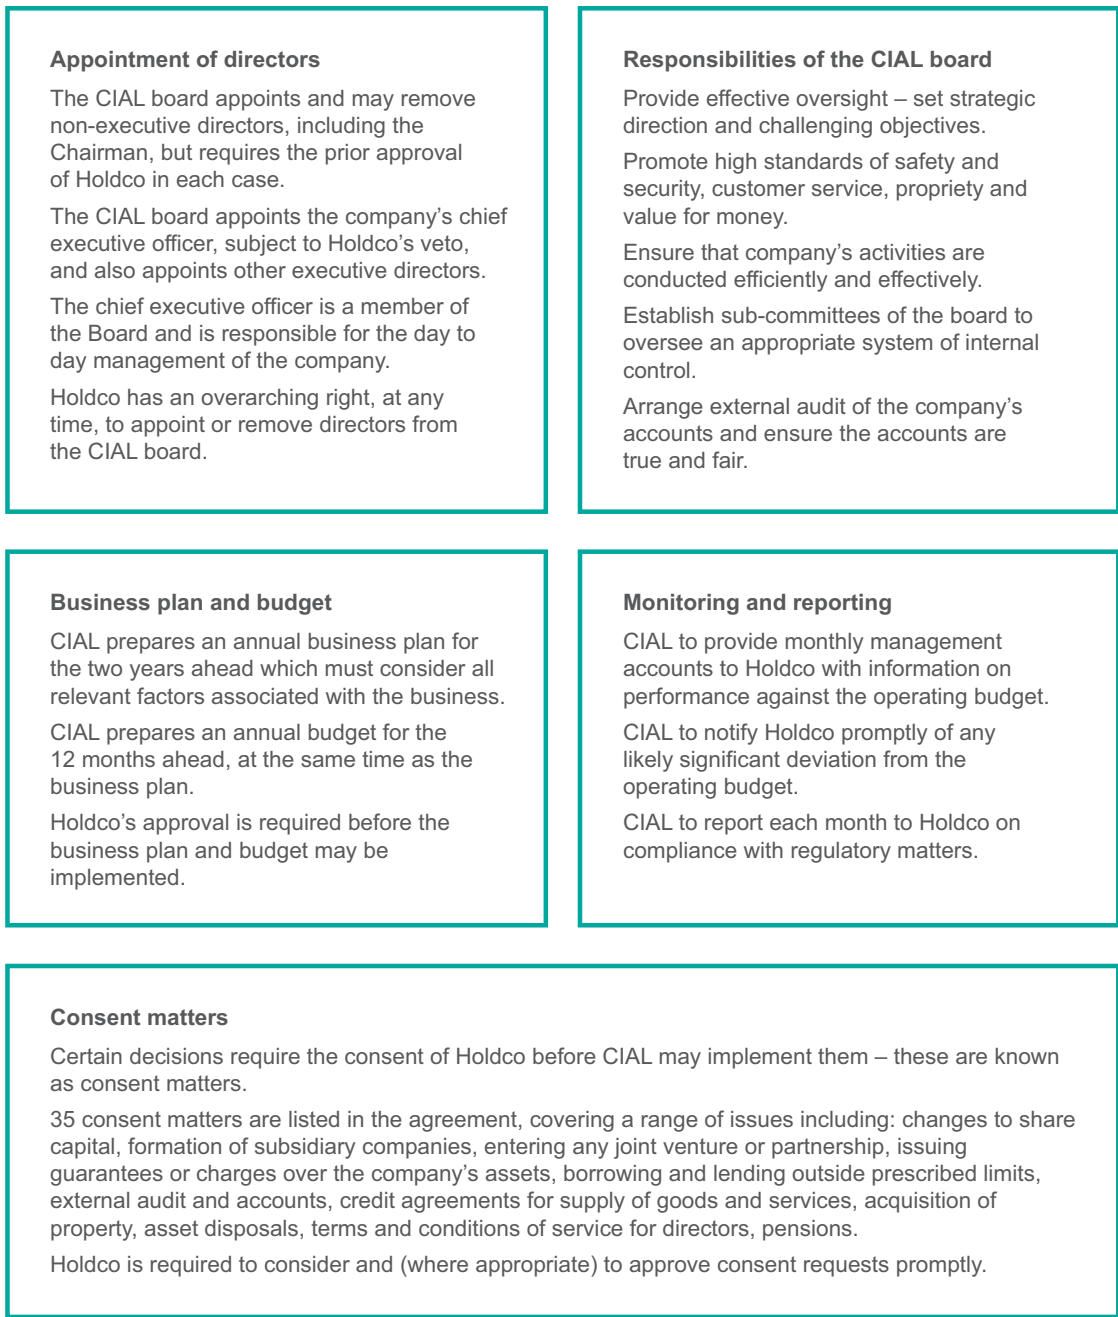 Appointment of directors
The CIAL board appoints and may remove
non-executive directors, including the
Chairman, but requires the prior approval
of Holdco in each case.
The CIAL board appoints the company’s chief
executive officer, subject to Holdco’s veto,
and also appoints other executive directors.
The chief executive officer is a member of
the Board and is responsible for the day to
day management of the company.
Holdco has an overarching right, at any
time, to appoint or remove directors from
the CIAL board.
Responsibilities of the CIAL board
Provide effective oversight – set strategic
direction and challenging objectives.
Promote high standards of safety and
security, customer service, propriety and
value for money.
Ensure that company’s activities are
conducted efficiently and effectively.
Establish sub-committees of the board to
oversee an appropriate system of internal
control.
Arrange external audit of the company’s
accounts and ensure the accounts are
true and fair.
Business plan and budget
CIAL prepares an annual business plan for
the two years ahead which must consider all
relevant factors associated with the business.
CIAL prepares an annual budget for the
12 months ahead, at the same time as the
business plan.
Holdco’s approval is required before the
business plan and budget may be
implemented.
Monitoring and reporting
CIAL to provide monthly management
accounts to Holdco with information on
performance against the operating budget.
CIAL to notify Holdco promptly of any
likely significant deviation from the
operating budget.
CIAL to report each month to Holdco on
compliance with regulatory matters.
Consent matters
Certain decisions require the consent of Holdco before CIAL may implement them – these are known
as consent matters.
35 consent matters are listed in the agreement, covering a range of issues including: changes to share
capital, formation of subsidiary companies, entering any joint venture or partnership, issuing
guarantees or charges over the company’s assets, borrowing and lending outside prescribed limits,
external audit and accounts, credit agreements for supply of goods and services, acquisition of
property, asset disposals, terms and conditions of service for directors, pensions.
Holdco is required to consider and (where appropriate) to approve consent requests promptly.